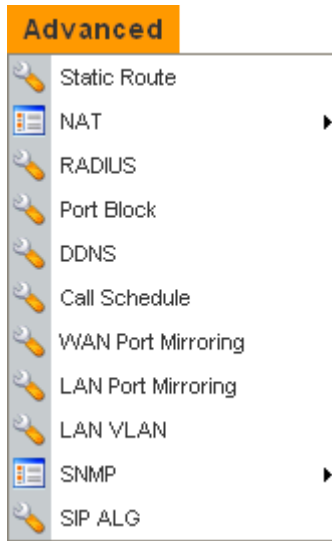 Advanced
Static Route
NAT
RADIUS
Port Block
DDNS
Call Schedule
WAN Port Mirroring
LAN Port Mirroring
LAN VLAN
SNMP
SIP ALG